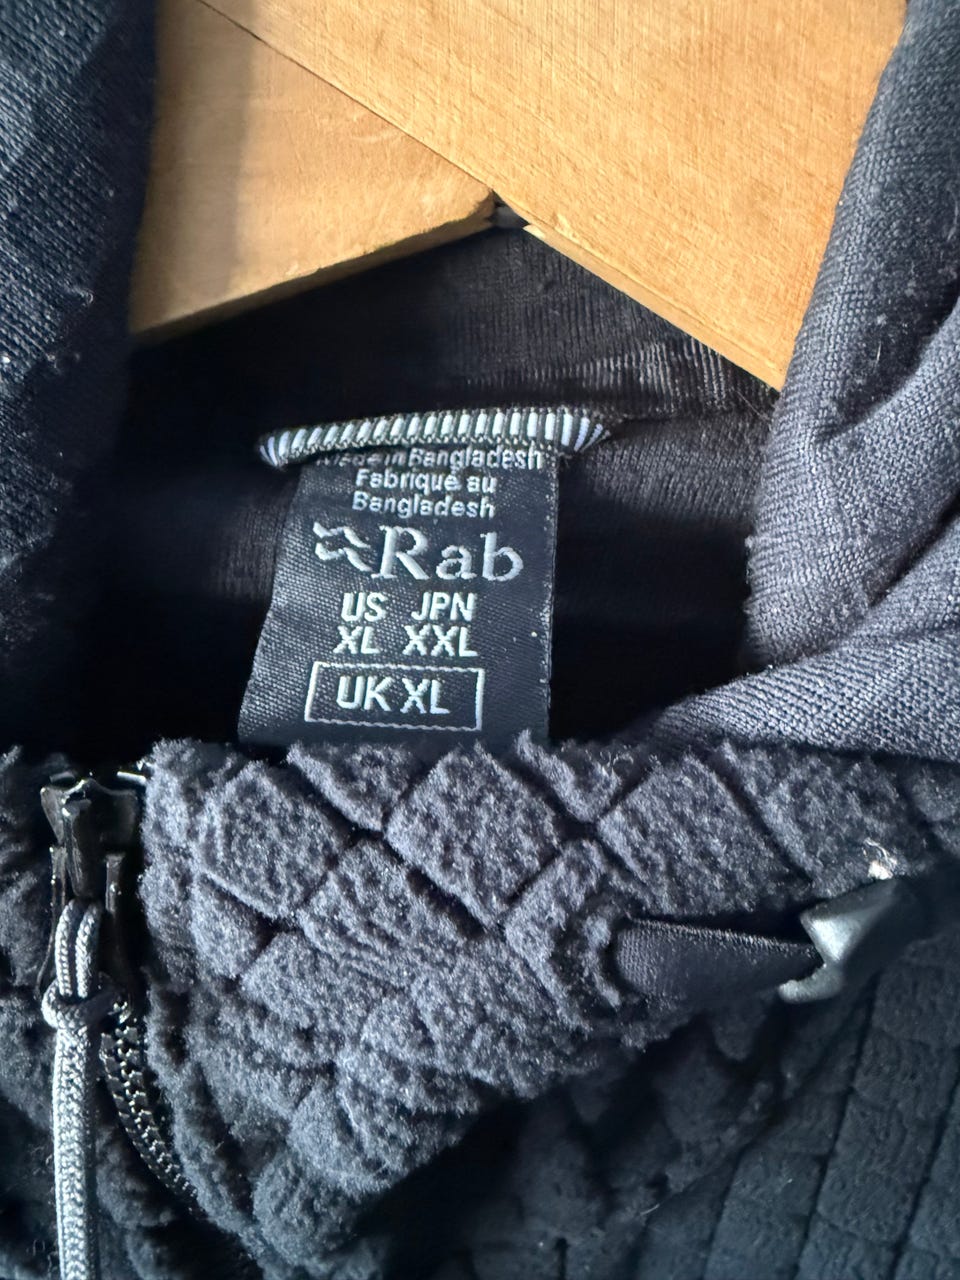 Made in Bangladesh
Fabriqué au
Bangladesh
Rab
US JPN
XL XXL
UK XL